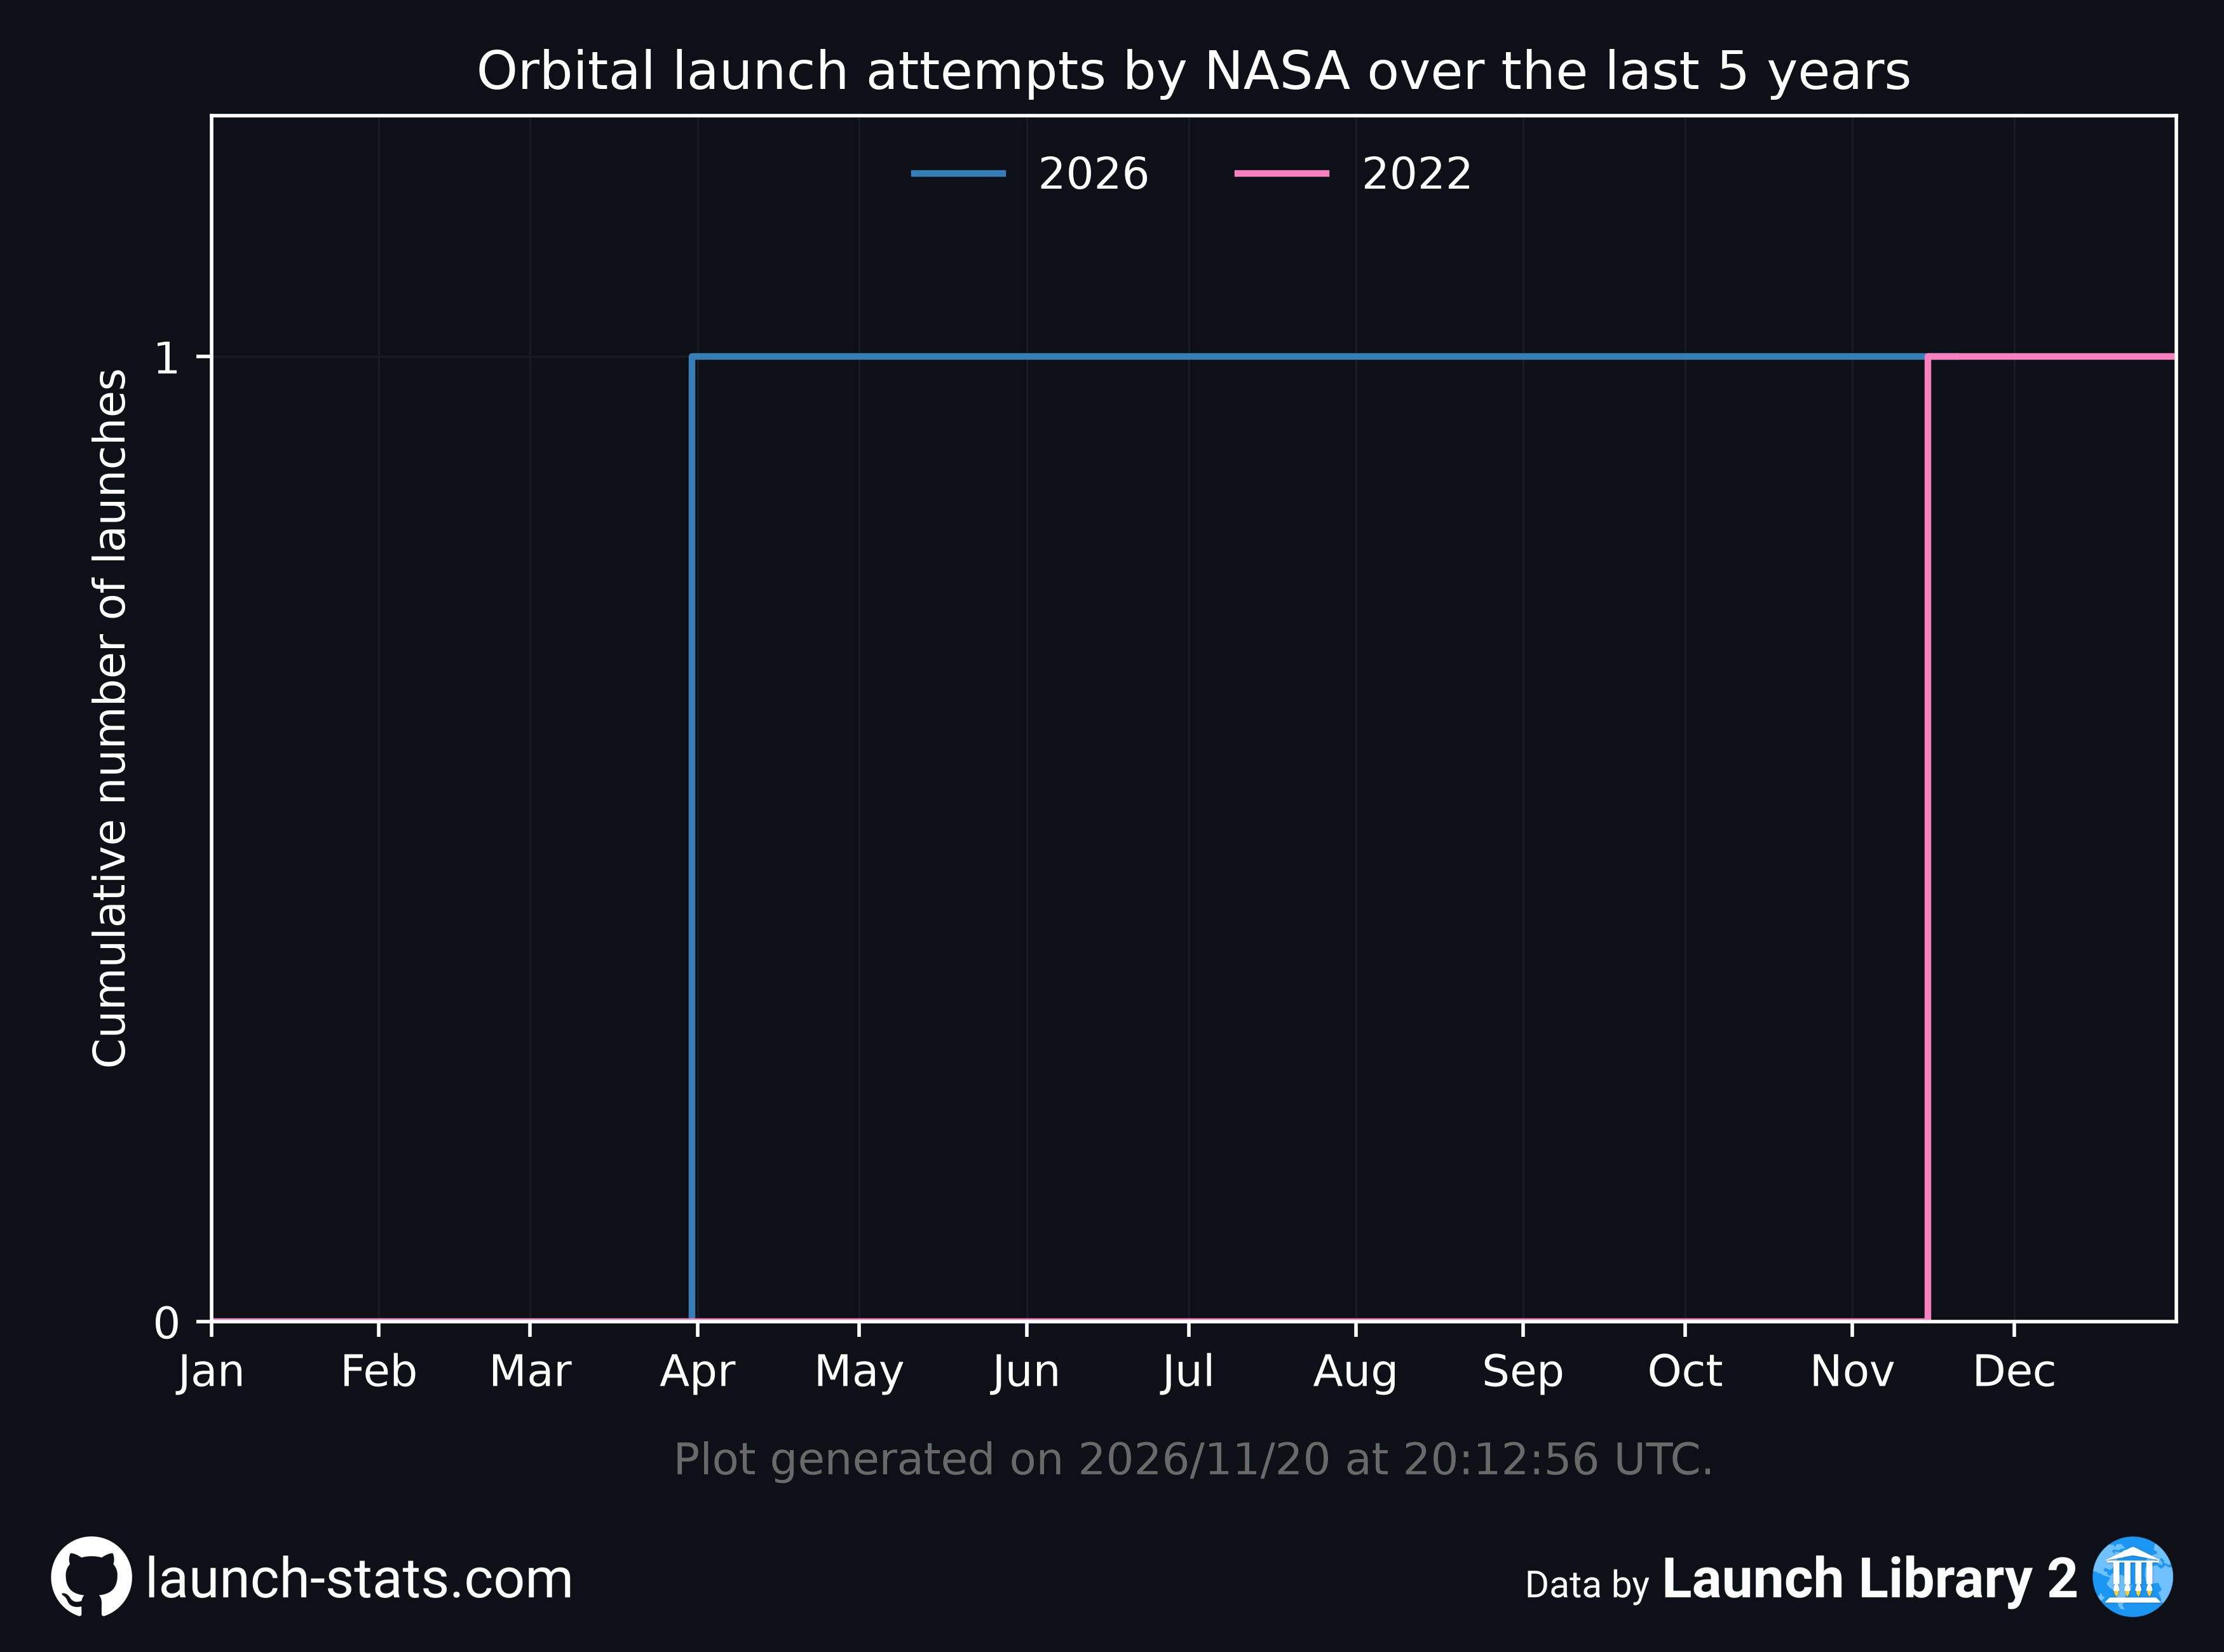 Orbital launch attempts by NASA over the last 5 years
2026 2022
Cumulative number of launches
1
0
Jan Feb Mar Apr May Jun Jul Aug Sep Oct Nov Dec
Plot generated on 2026/11/20 at 20:12:56 UTC.
launch-stats.com
Data by Launch Library 2